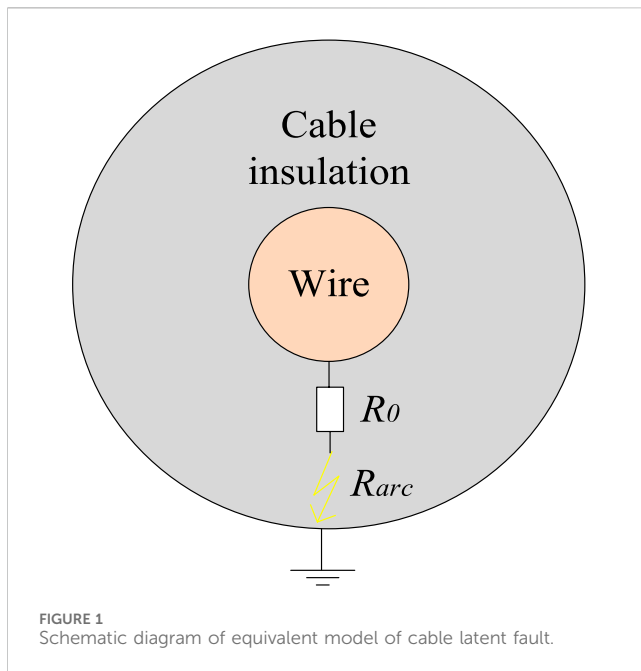 Cable
insulation
Wire
R0
Rarc
FIGURE 1
Schematic diagram of equivalent model of cable latent fault.